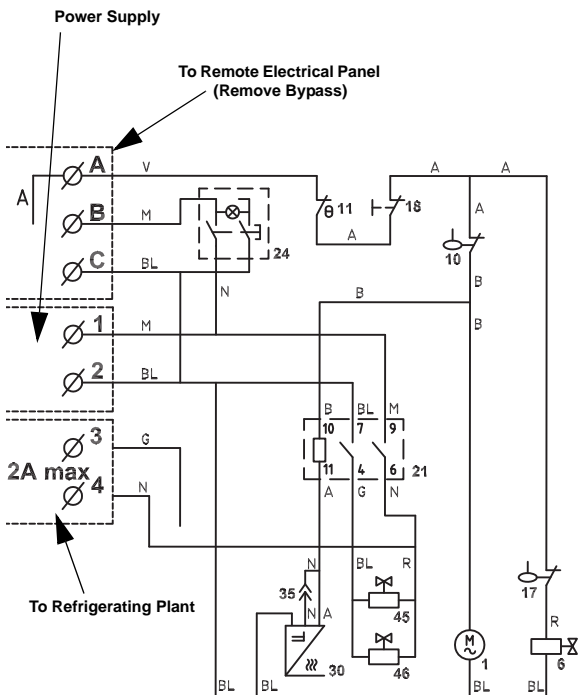 Power Supply
To Remote Electrical Panel
(Remove Bypass)
A
V
A
A
A
B
M
θ 11
18
A
A
24
10
C
BL
N
B
B
1
M
B
2
BL
B BL M
10 7 9
3
G
11 4 6
21
2A max
A G N
4
N
N
BL
R
35
17
To Refrigerating Plant
N A
45
R
M
~
30
46
1
6
BL
BL
BL
BL